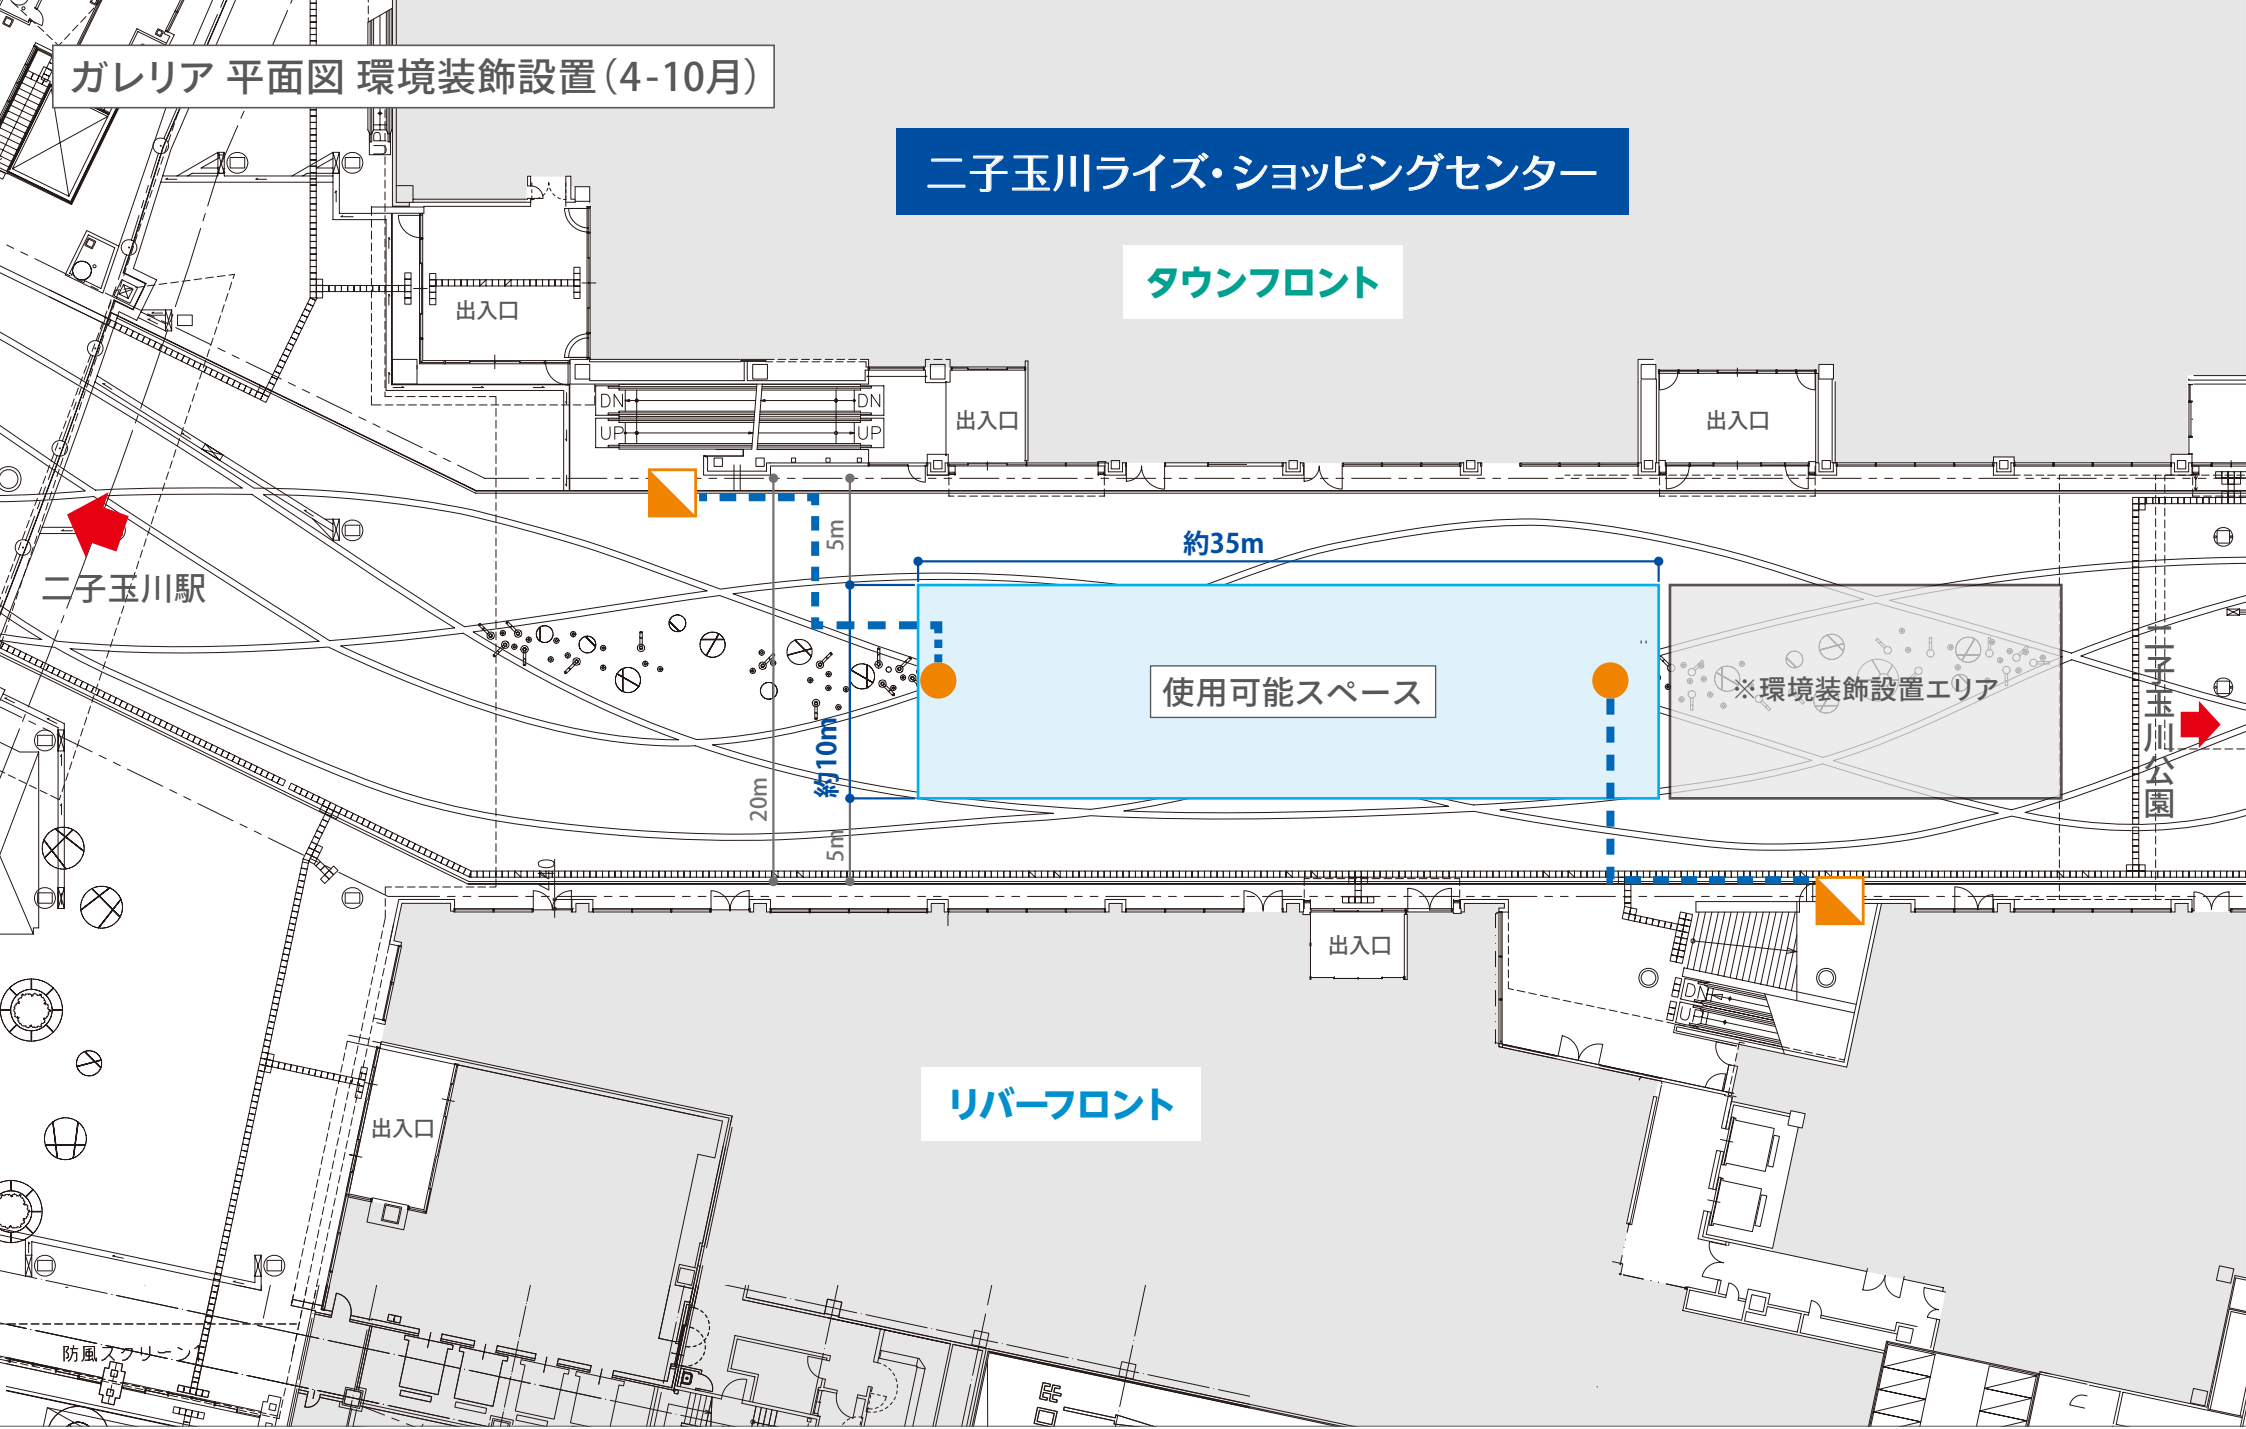 ガレリア 平面図 環境装飾設置（4-10月）
二子玉川ライズ・ショッピングセンター
タウンフロント
UP
出入口
DN
DN
UP
UP
出入口
出入口
5m
約35m
二子玉川駅
使用可能スペース
※環境装飾設置エリア
二子玉川公園
約10m
20m
5m
440
出入口
DN
UP
リバーフロント
出入口
防風スクリーン